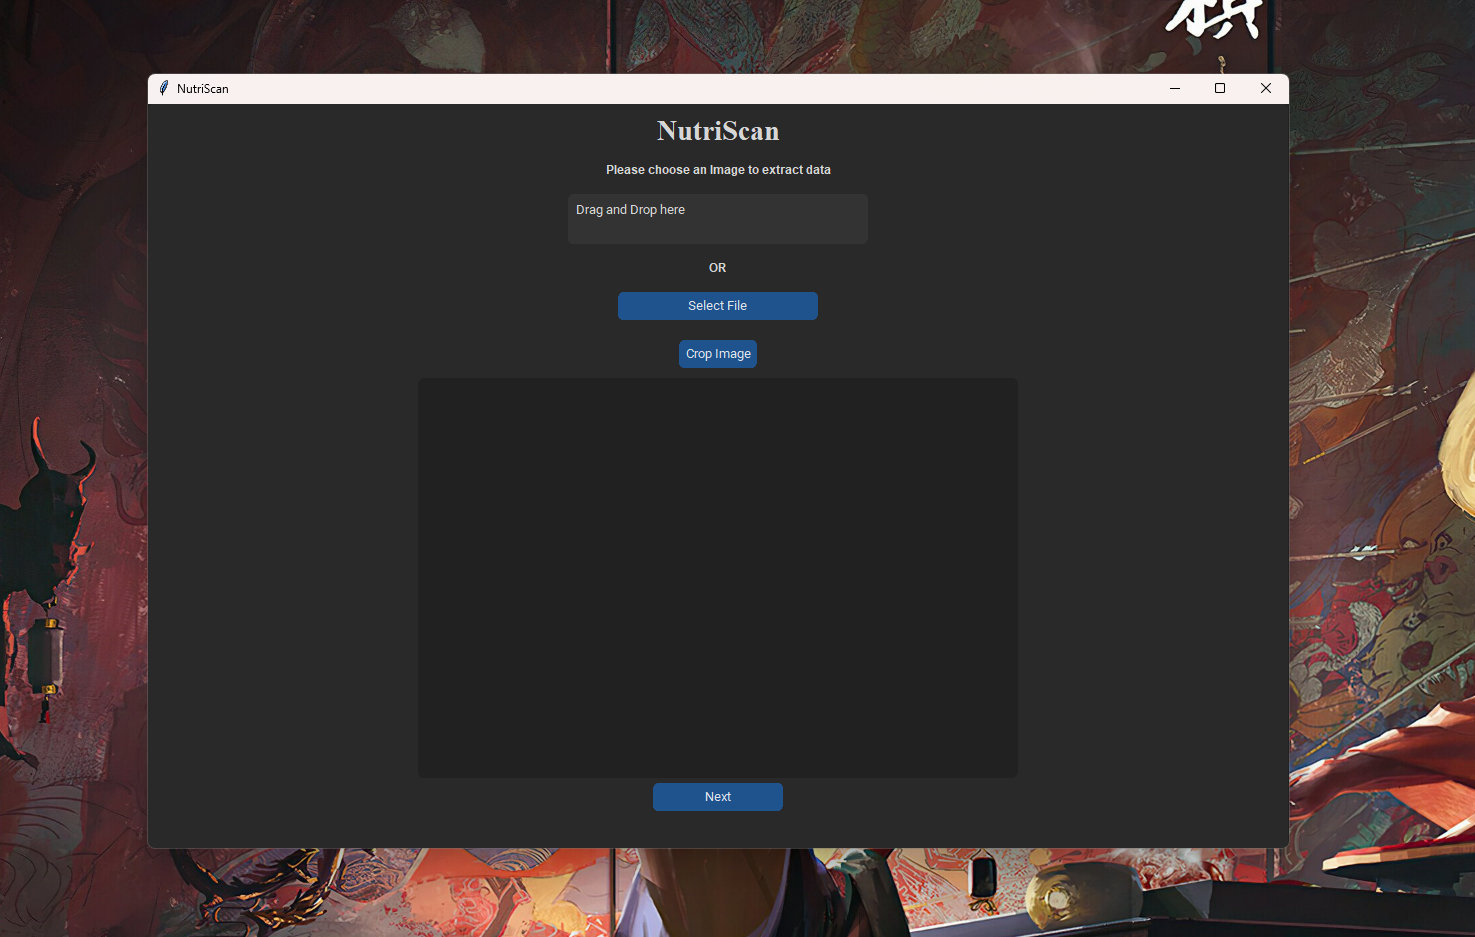 NutriScan
NutriScan
Please choose an Image to extract data
Drag and Drop here
OR
Select File
Crop Image
Next